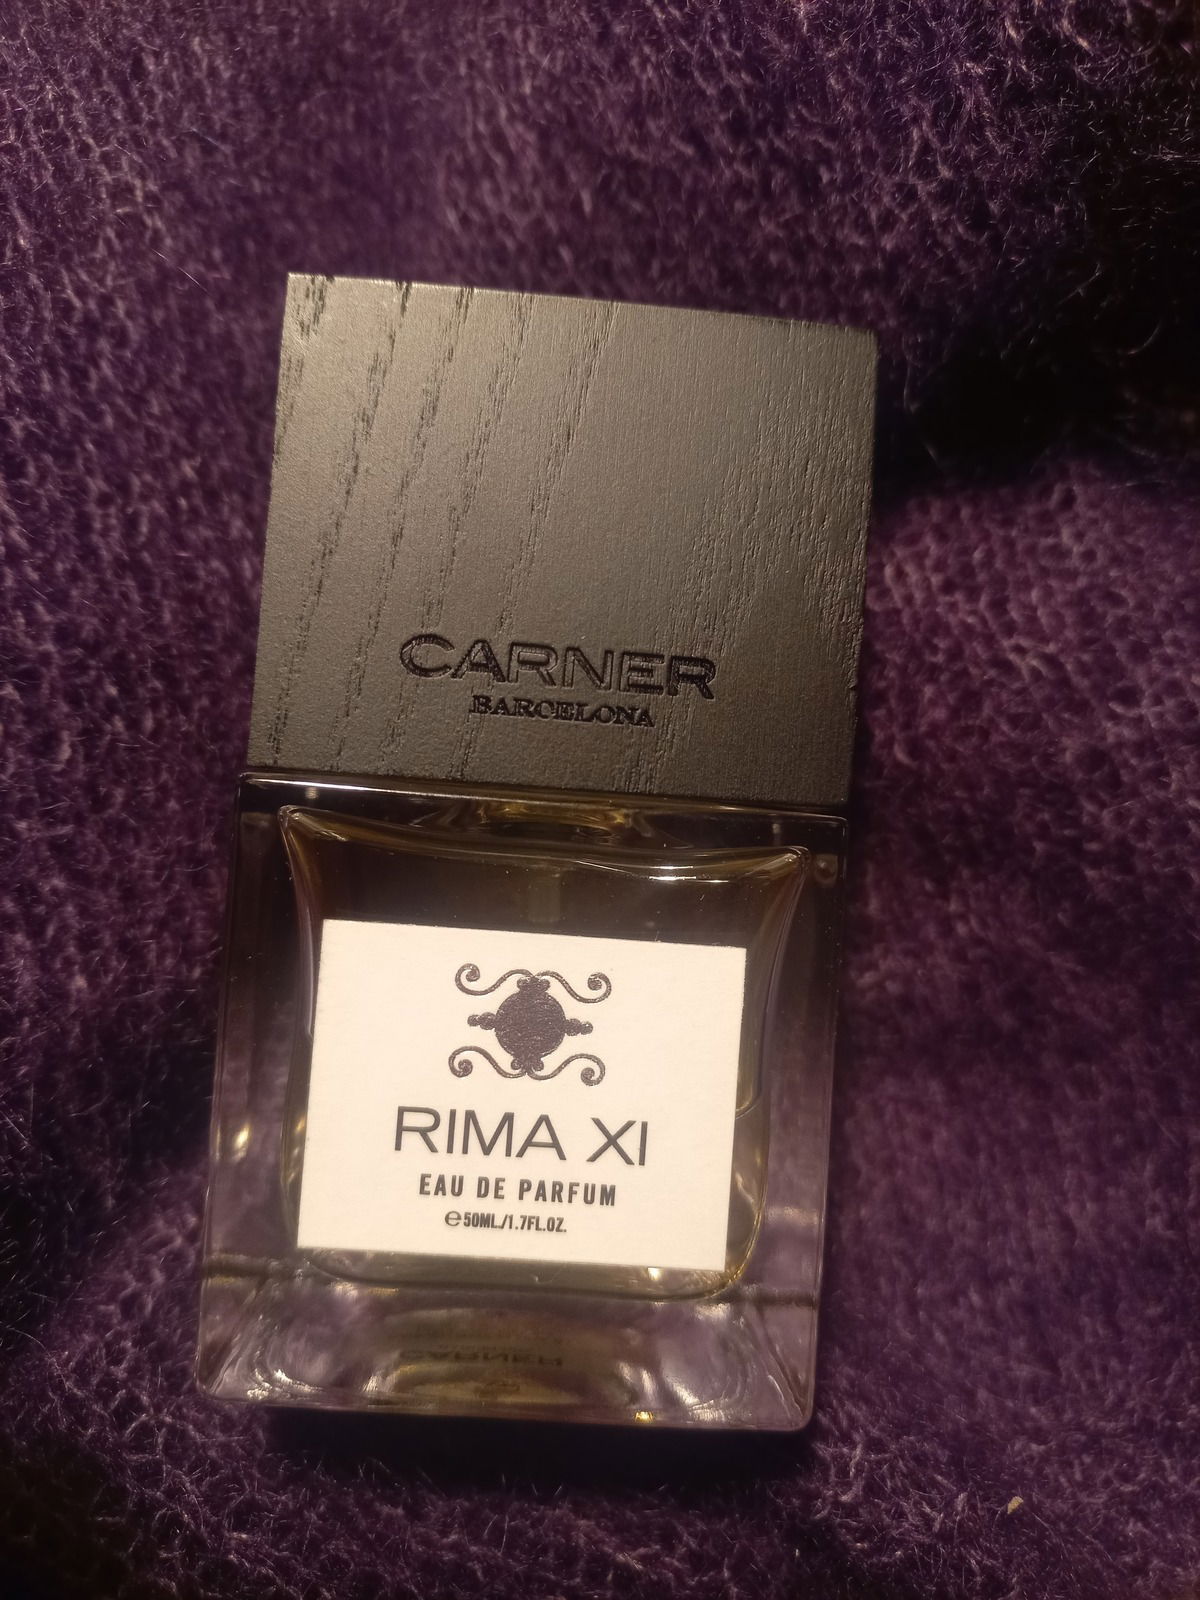 CARNER
BARCELONA
RIMA XI
EAU DE PARFUM
℮50ML./1.7FL.OZ.